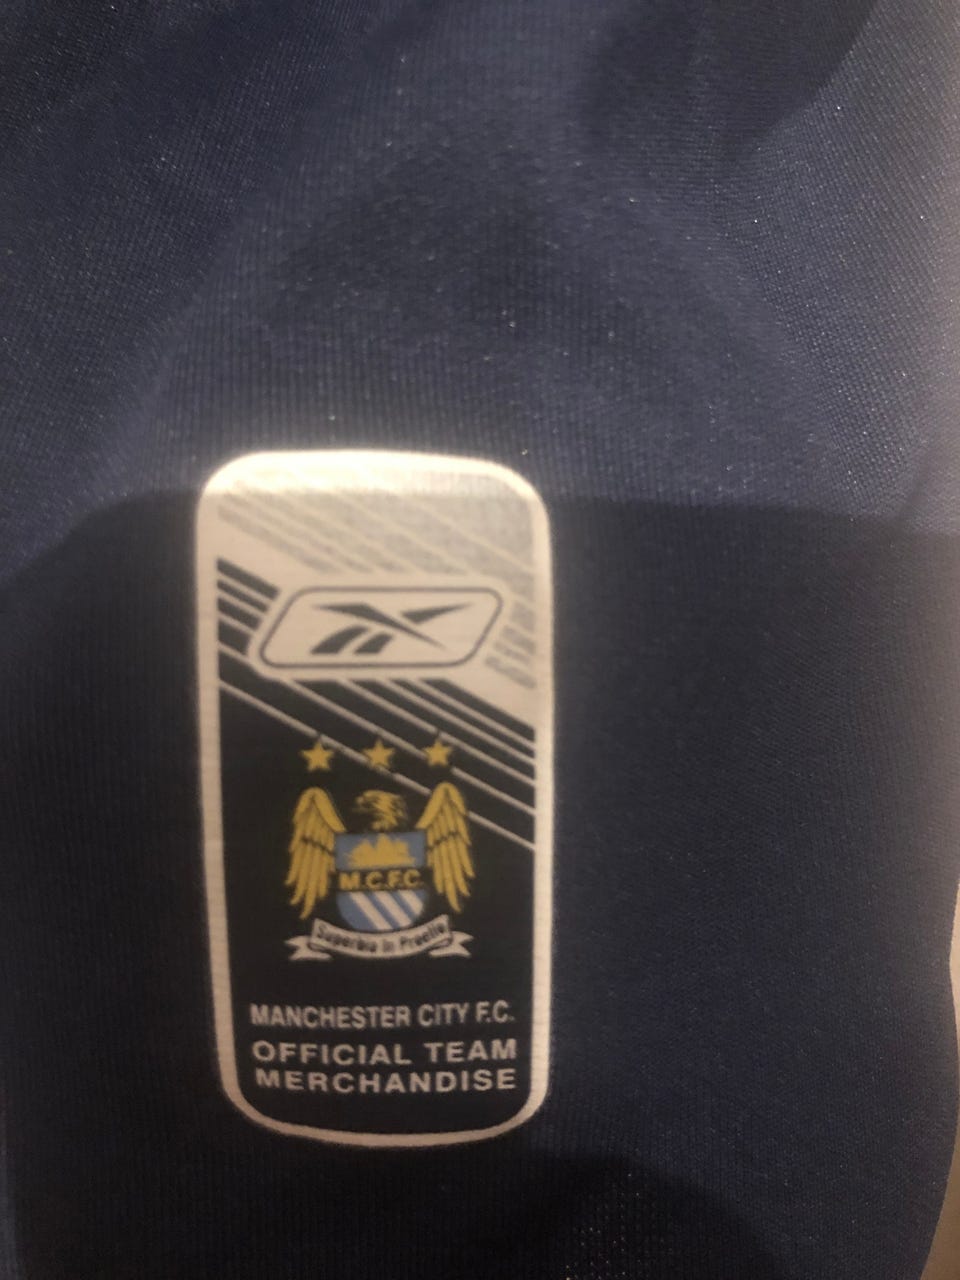 M.C.F.C.
Superbia In Proelio
MANCHESTER CITY F.C.
OFFICIAL TEAM
MERCHANDISE